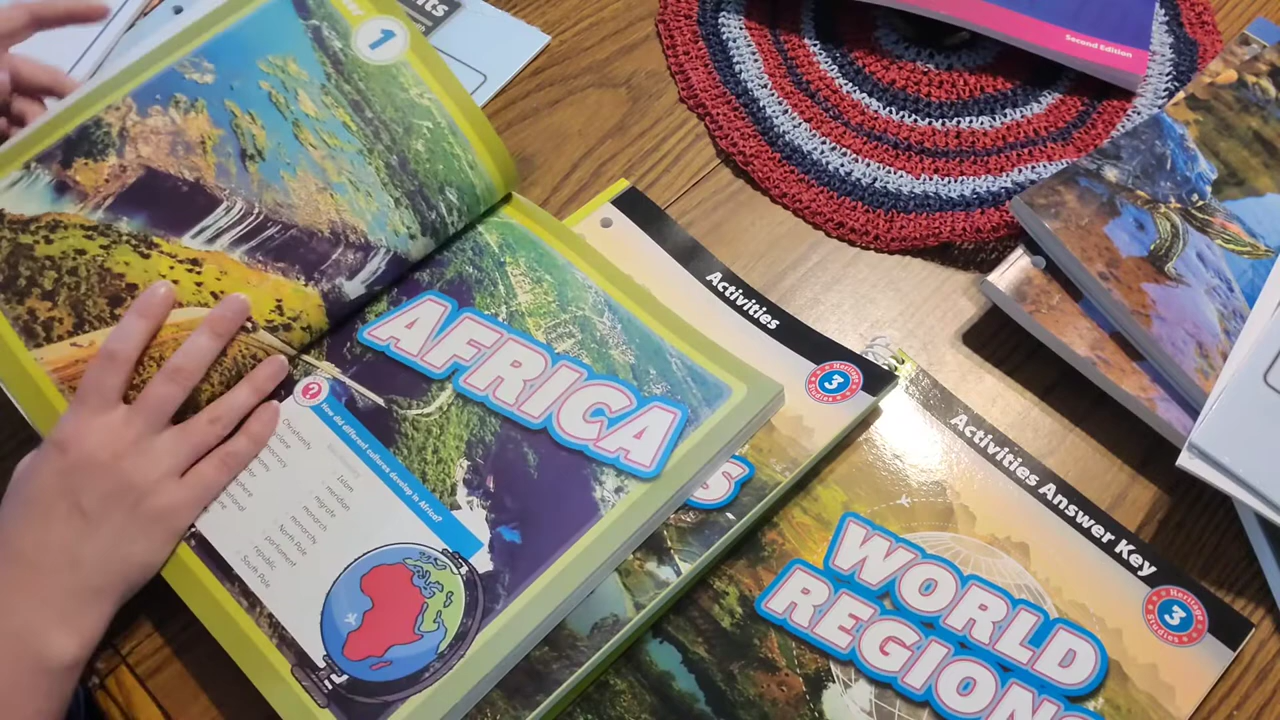 1
AFRICA
?
How did different cultures develop in Africa?
Christianity
Islam
meridian
migrate
monarch
monarchy
North Pole
parliament
republic
South Pole
Activities
Heritage
3
Studies
Activities Answer Key
Heritage
3
Studies
WORLD
REGIONS
Second Edition